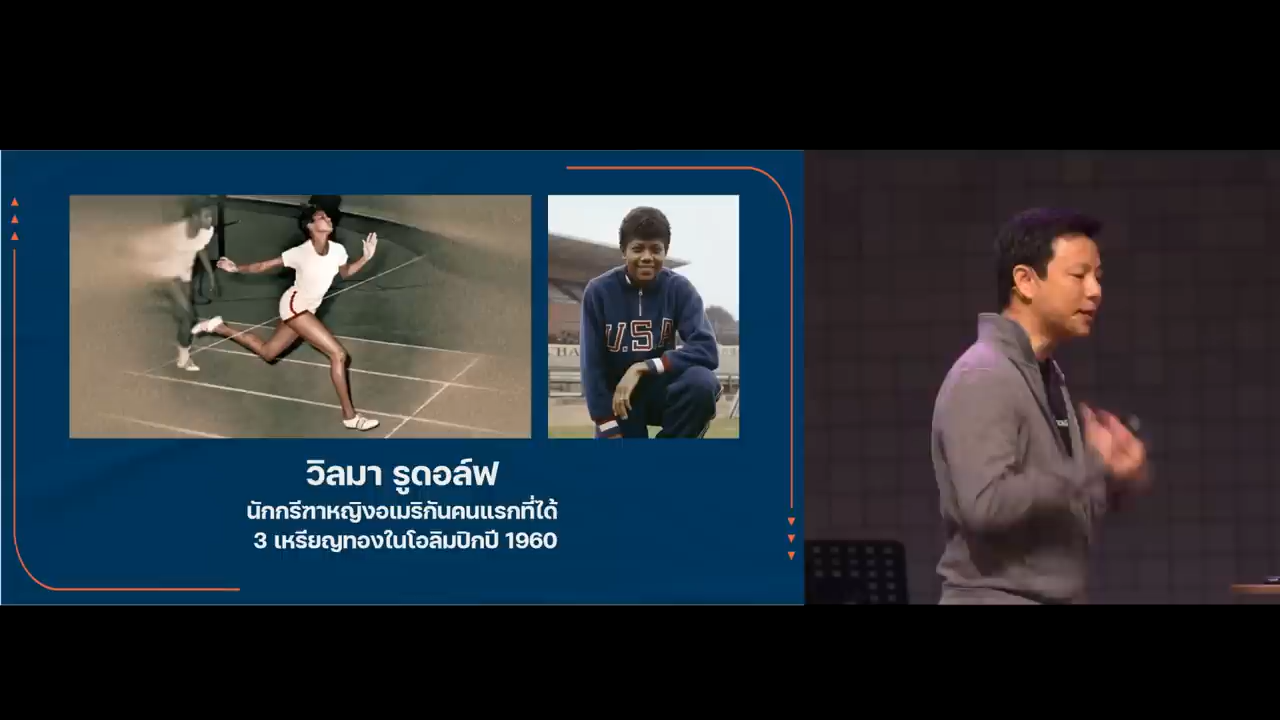 U.S.A
วิลมา รูดอล์ฟ
นักกรีฑาหญิงอเมริกันคนแรกที่ได้
3 เหรียญทองในโอลิมปิกปี 1960